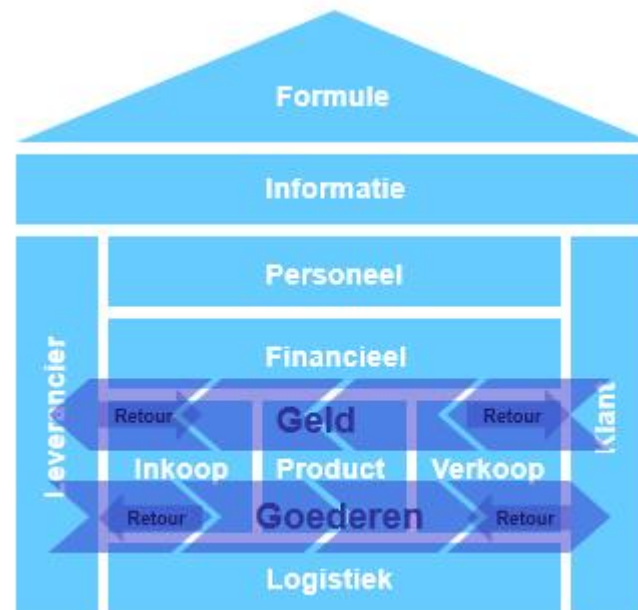 Formule
Informatie
Personeel
Financieel
Leverancier
Klant
Retour
Geld
Retour
Inkoop
Product
Verkoop
Retour
Goederen
Retour
Logistiek